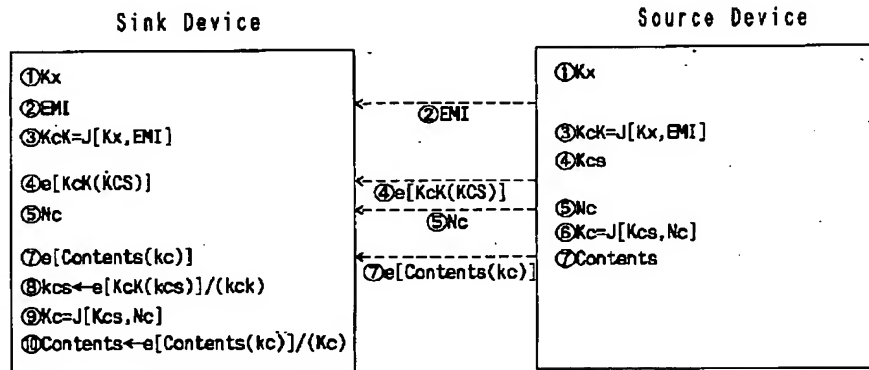 Sink Device
①Kx
②EMI
③KcK=J[Kx,EMI]
④e[KcK(KCS)]
⑤Nc
⑦e[Contents(kc)]
⑧kcs←e[KcK(kcs)]/(kck)
⑨Kc=J[Kcs,Nc]
⑩Contents←e[Contents(kc)]/(Kc)
②EMI
④e[KcK(KCS)]
⑤Nc
⑦e[Contents(kc)]
Source Device
①Kx
③KcK=J[Kx,EMI]
④Kcs
⑤Nc
⑥Kc=J[Kcs,Nc]
⑦Contents